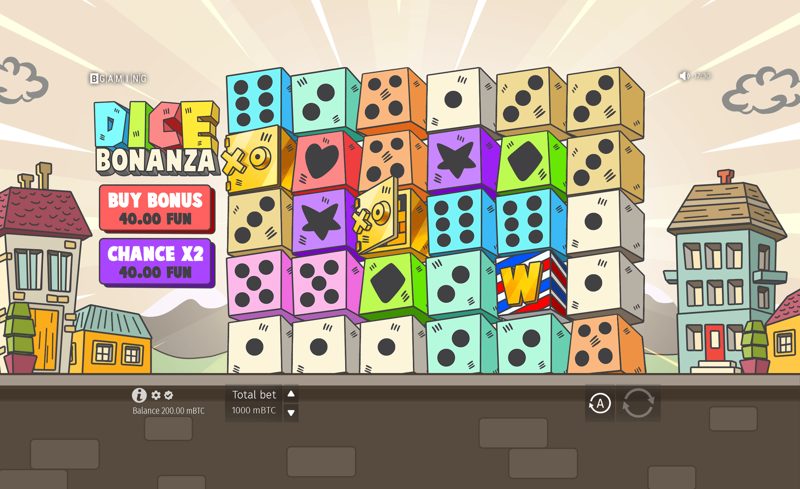 BGAMING
DICE
BONANZA
BUY BONUS
40.00 FUN
CHANCE X2
40.00 FUN
W
Total bet
Balance 200.00 mBTC
1000 mBTC
A